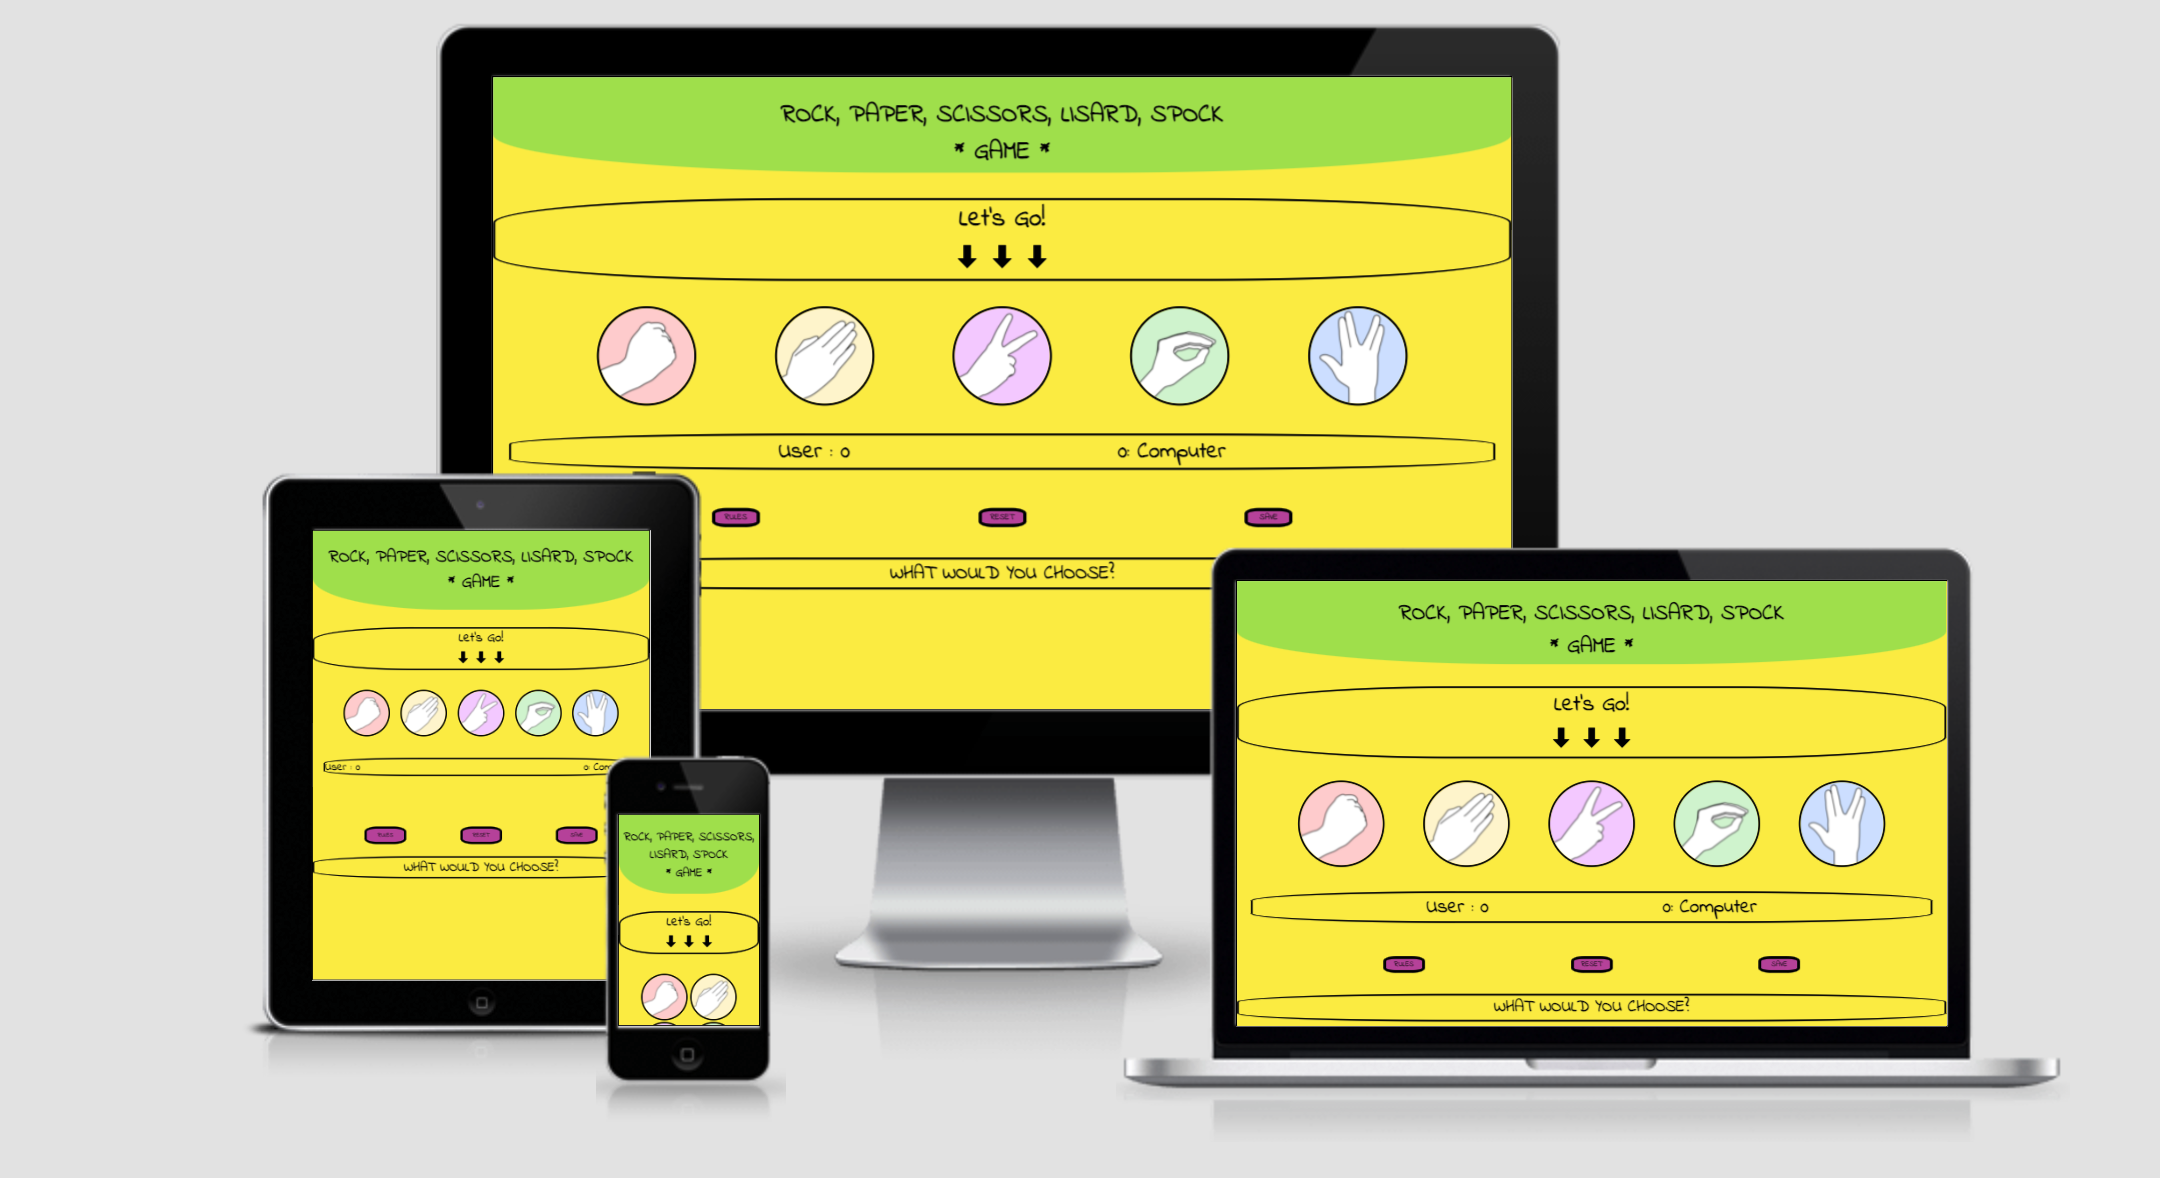 ROCK, PAPER, SCISSORS, LISARD, SPOCK
* GAME *
Let's Go!
User : 0
0: Computer
RULES
RESET
SAVE
WHAT WOULD YOU CHOOSE?
ROCK, PAPER, SCISSORS, LISARD, SPOCK
* GAME *
Let's Go!
User : 0
0: Com
RULES
RESET
SAVE
WHAT WOULD YOU CHOOSE?
ROCK, PAPER, SCISSORS,
LISARD, SPOCK
* GAME *
Let's Go!
ROCK, PAPER, SCISSORS, LISARD, SPOCK
* GAME *
Let's Go!
User : 0
0: Computer
RULES
RESET
SAVE
WHAT WOULD YOU CHOOSE?